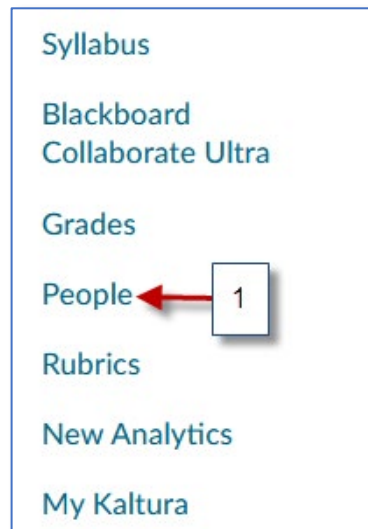 Syllabus
Blackboard
Collaborate Ultra
Grades
People
1
Rubrics
New Analytics
My Kaltura